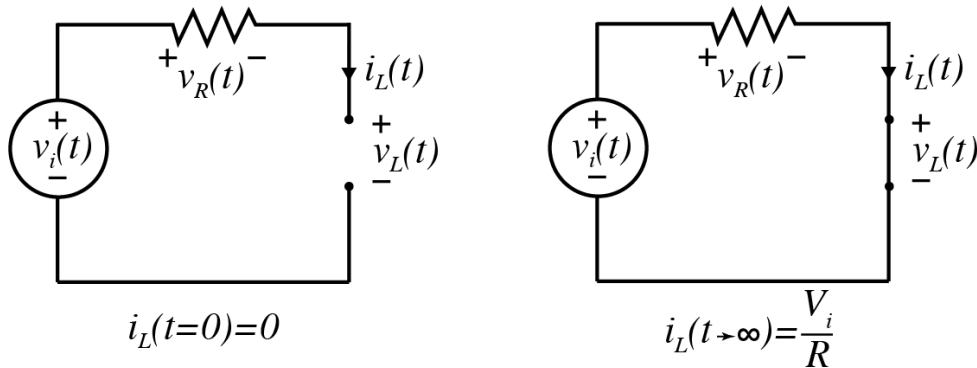 + v_R(t) −
i_L(t)
+
v_i(t)
−
+
v_L(t)
−
i_L(t=0)=0
+ v_R(t) −
i_L(t)
+
v_i(t)
−
+
v_L(t)
−
i_L(t→∞)=V_i/R